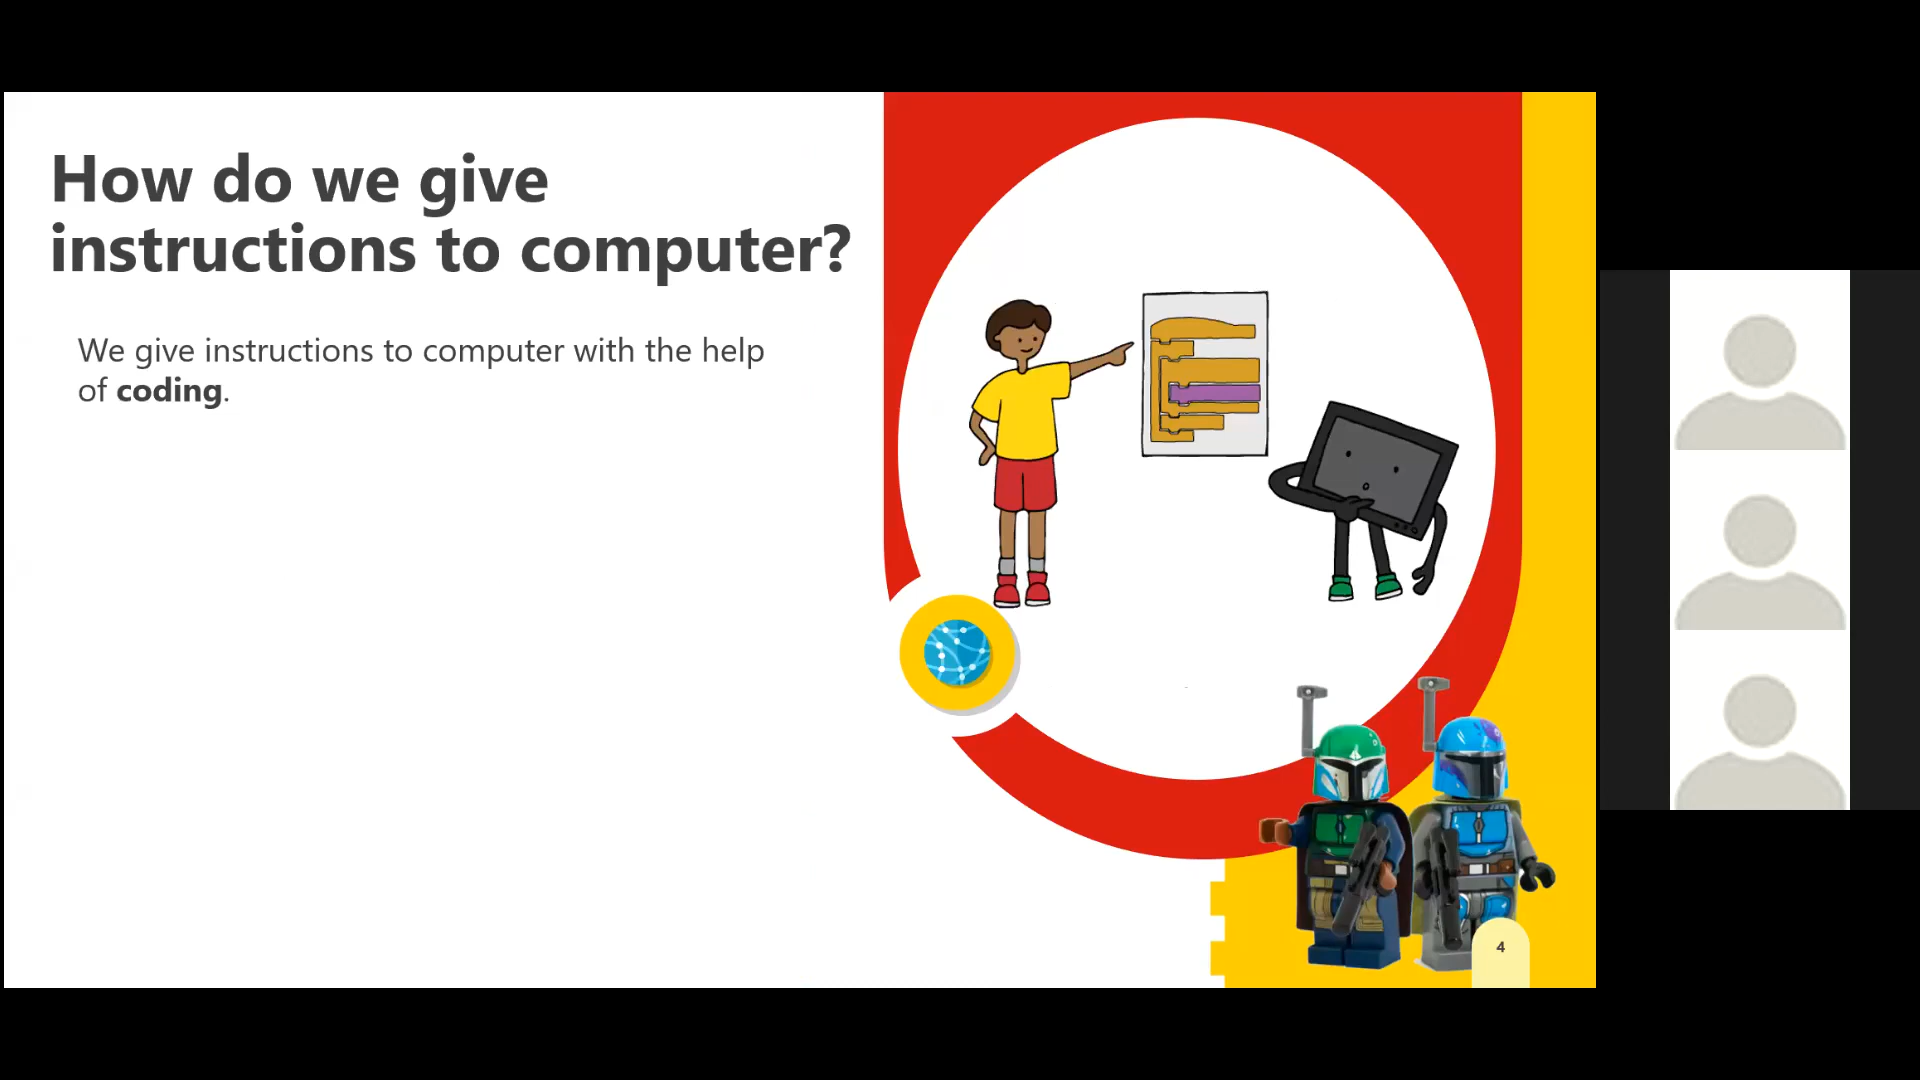 How do we give
instructions to computer?
We give instructions to computer with the help
of coding.
4